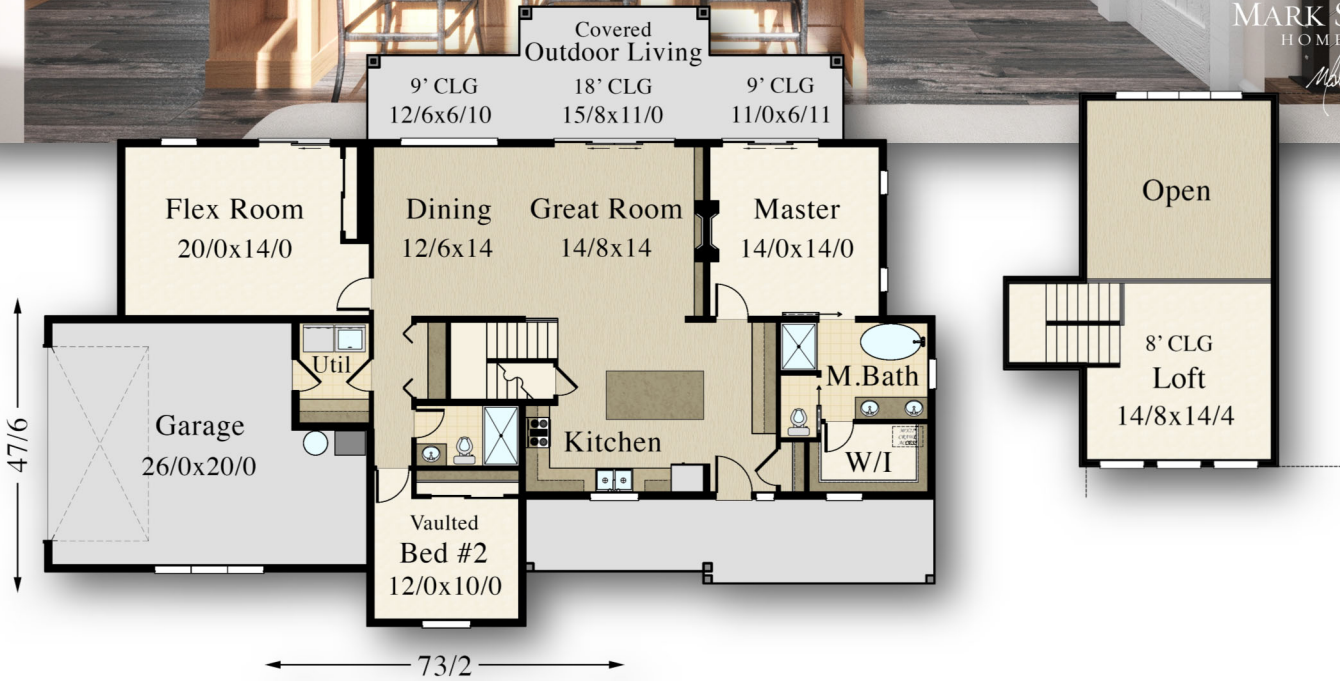 MARK S
HOME
Covered
Outdoor Living
9' CLG
12/6x6/10
18' CLG
15/8x11/0
9' CLG
11/0x6/11
Flex Room
20/0x14/0
Dining
12/6x14
Great Room
14/8x14
Master
14/0x14/0
Open
Util
M.Bath
8' CLG
Loft
14/8x14/4
Garage
26/0x20/0
Kitchen
W/I
47/6
Vaulted
Bed #2
12/0x10/0
73/2